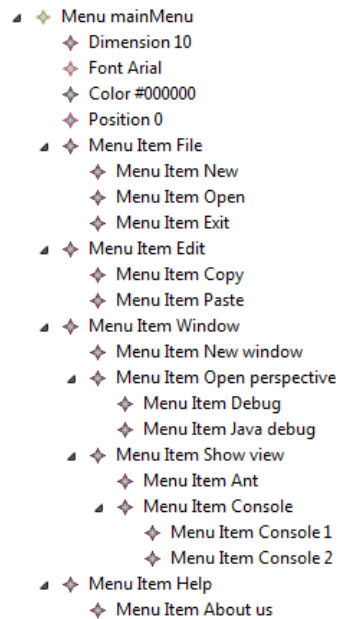 Menu mainMenu
Dimension 10
Font Arial
Color #000000
Position 0
Menu Item File
Menu Item New
Menu Item Open
Menu Item Exit
Menu Item Edit
Menu Item Copy
Menu Item Paste
Menu Item Window
Menu Item New window
Menu Item Open perspective
Menu Item Debug
Menu Item Java debug
Menu Item Show view
Menu Item Ant
Menu Item Console
Menu Item Console 1
Menu Item Console 2
Menu Item Help
Menu Item About us